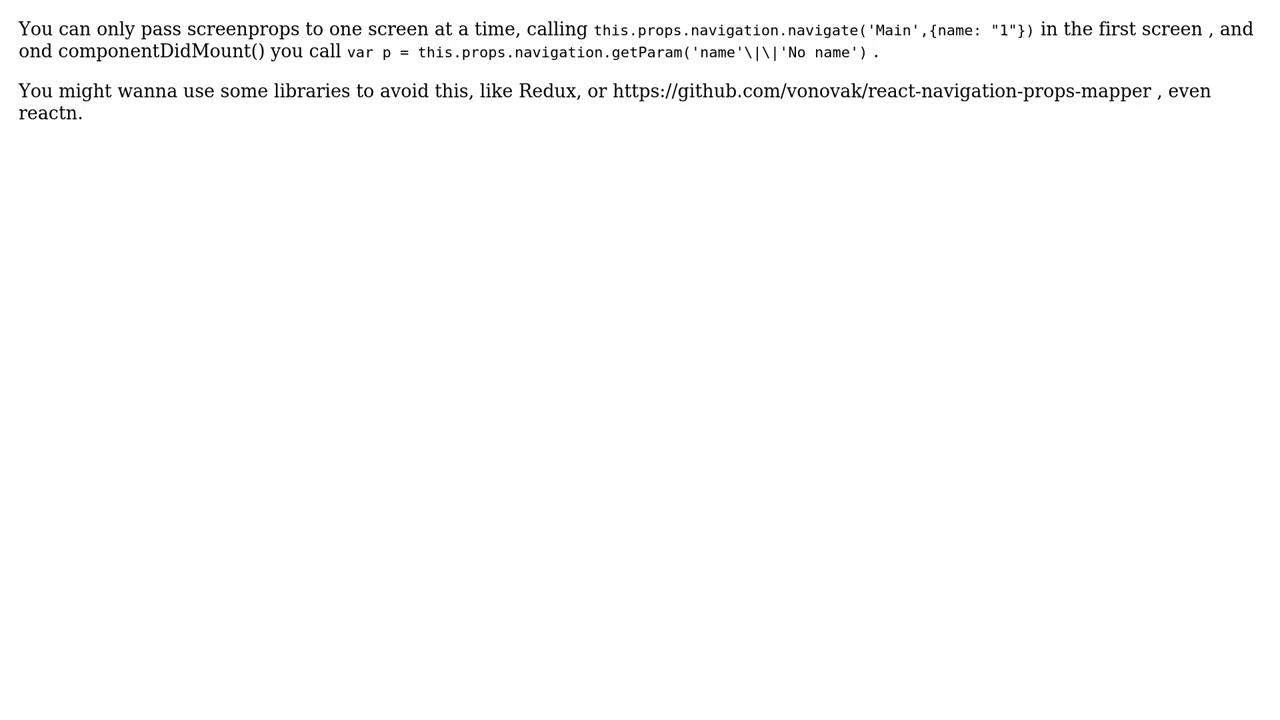 You can only pass screenprops to one screen at a time, calling this.props.navigation.navigate('Main',{name: "1"}) in the first screen , and
ond componentDidMount() you call var p = this.props.navigation.getParam('name'\|\|'No name') .
You might wanna use some libraries to avoid this, like Redux, or https://github.com/vonovak/react-navigation-props-mapper , even
reactn.